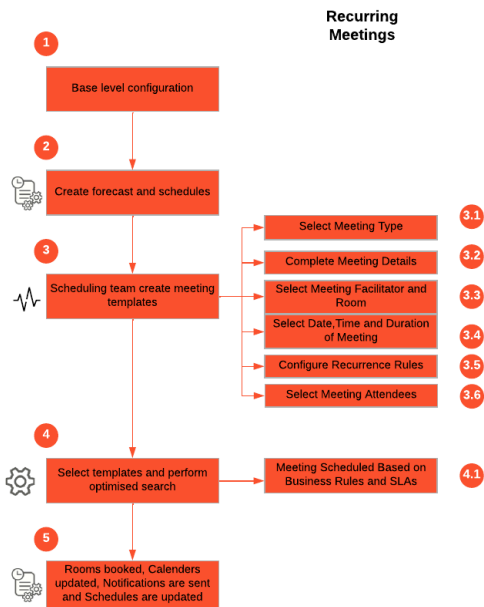 Recurring
Meetings
1
Base level configuration
2
Create forecast and schedules
3
Scheduling team create meeting
templates
3.1
Select Meeting Type
3.2
Complete Meeting Details
3.3
Select Meeting Facilitator and
Room
3.4
Select Date,Time and Duration
of Meeting
3.5
Configure Recurrence Rules
3.6
Select Meeting Attendees
4
Select templates and perform
optimised search
4.1
Meeting Scheduled Based on
Business Rules and SLAs
5
Rooms booked, Calenders
updated, Notifications are sent
and Schedules are updated